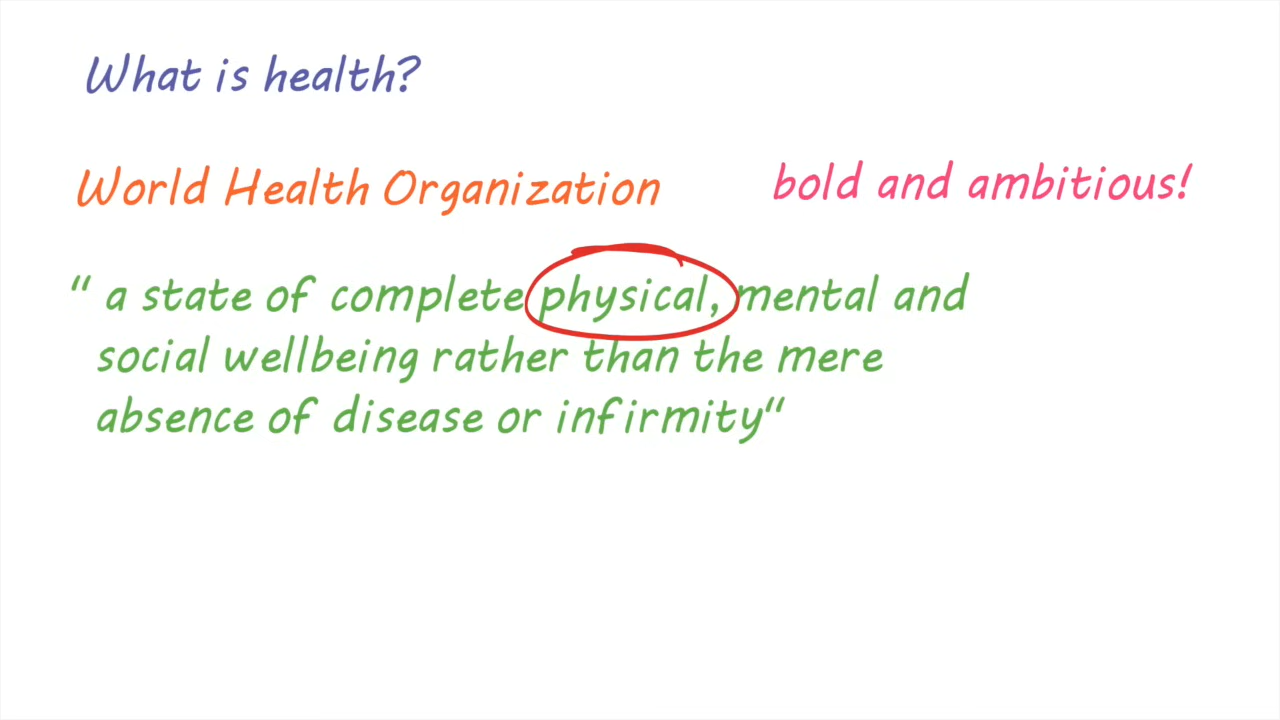 What is health?
World Health Organization
bold and ambitious!
“ a state of complete physical, mental and
social wellbeing rather than the mere
absence of disease or infirmity“